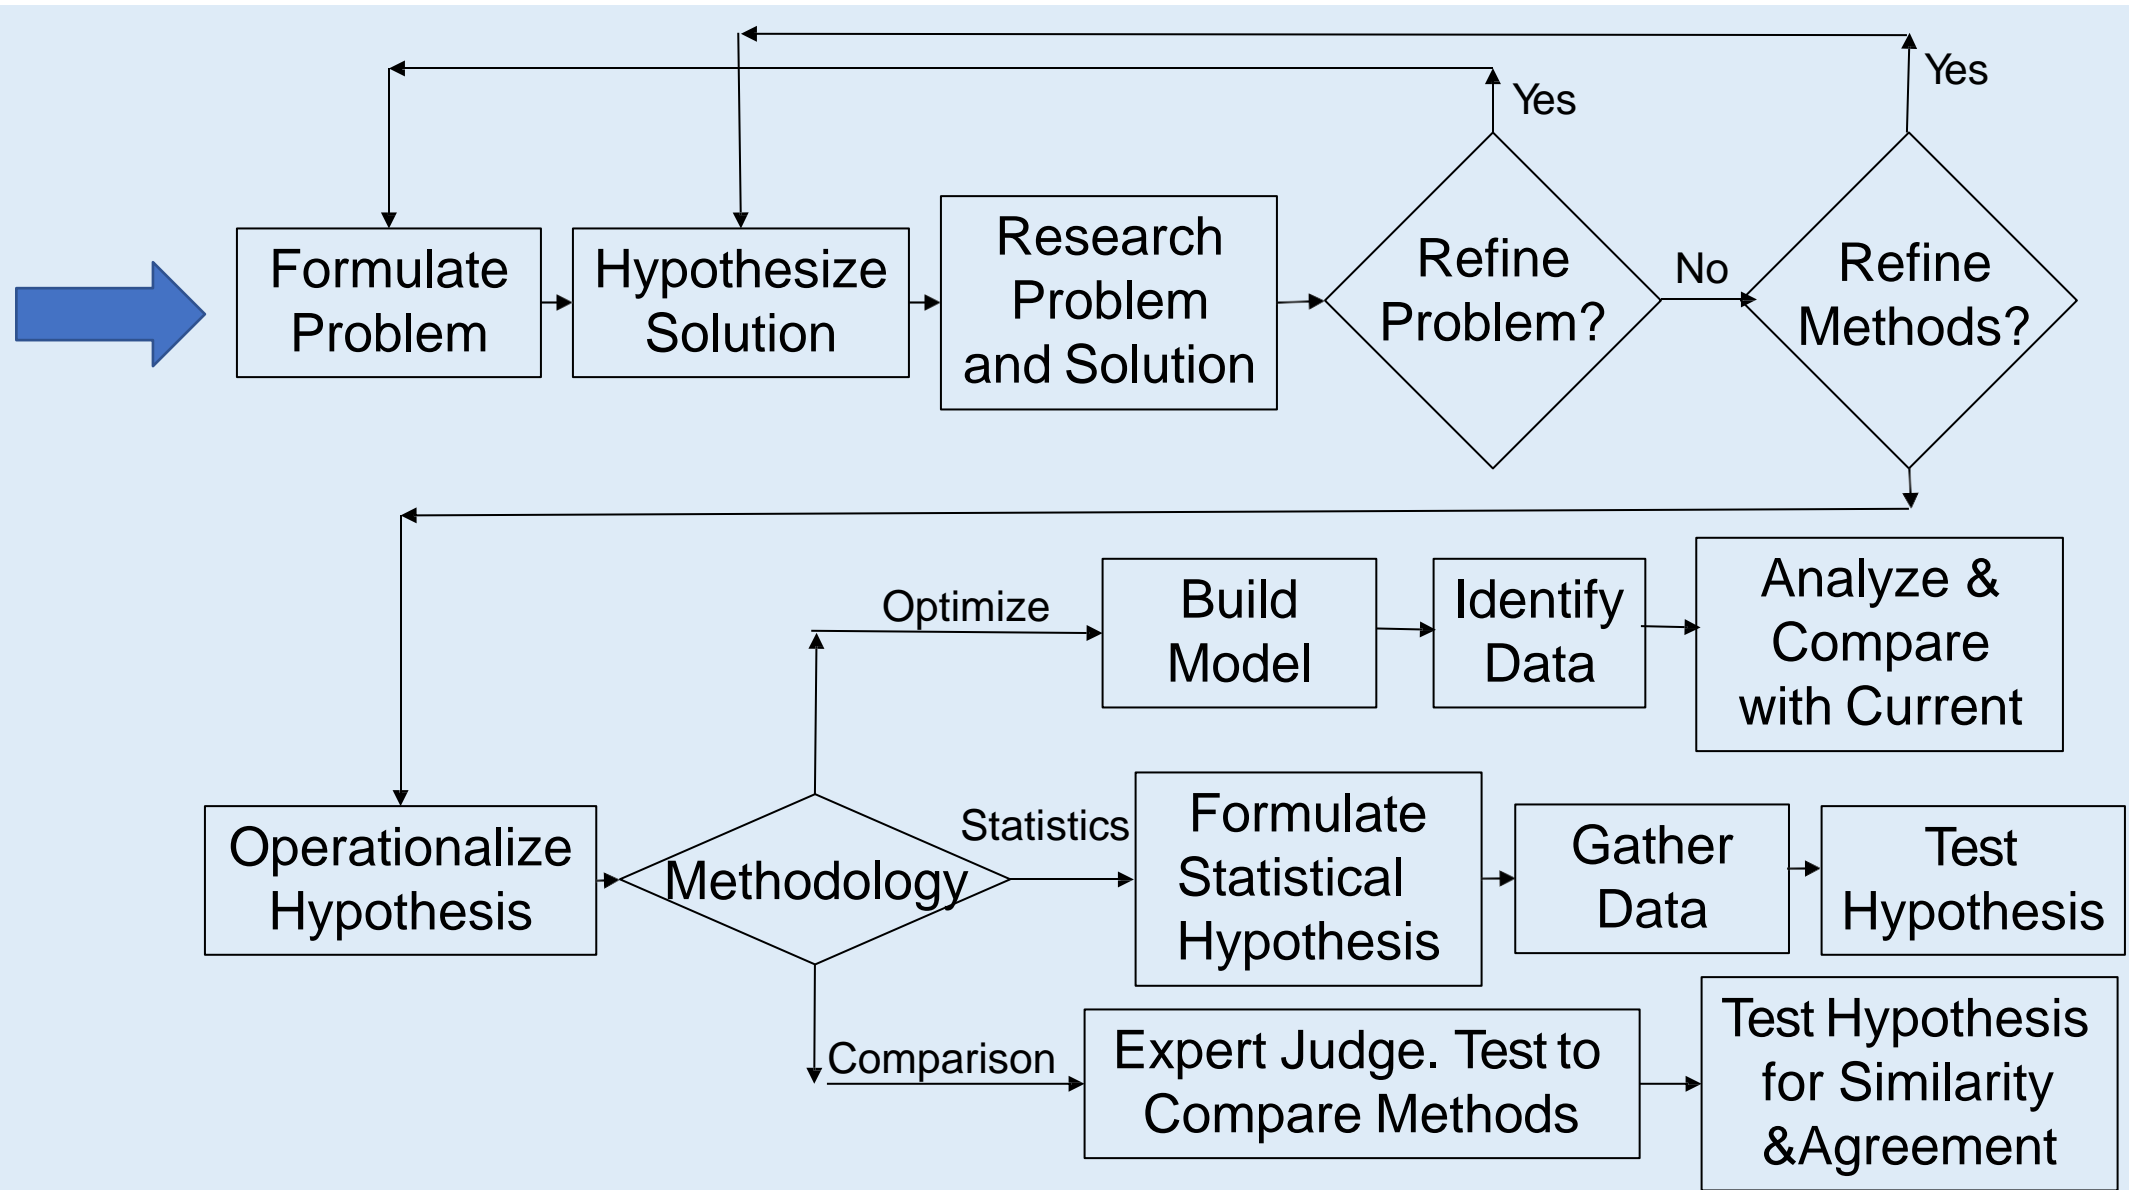 Yes
Yes
Formulate
Problem
Hypothesize
Solution
Research
Problem
and Solution
Refine
Problem?
No
Refine
Methods?
Optimize
Build
Model
Identify
Data
Analyze &
Compare
with Current
Operationalize
Hypothesis
Methodology
Statistics
Formulate
Statistical
Hypothesis
Gather
Data
Test
Hypothesis
Comparison
Expert Judge. Test to
Compare Methods
Test Hypothesis
for Similarity
&Agreement